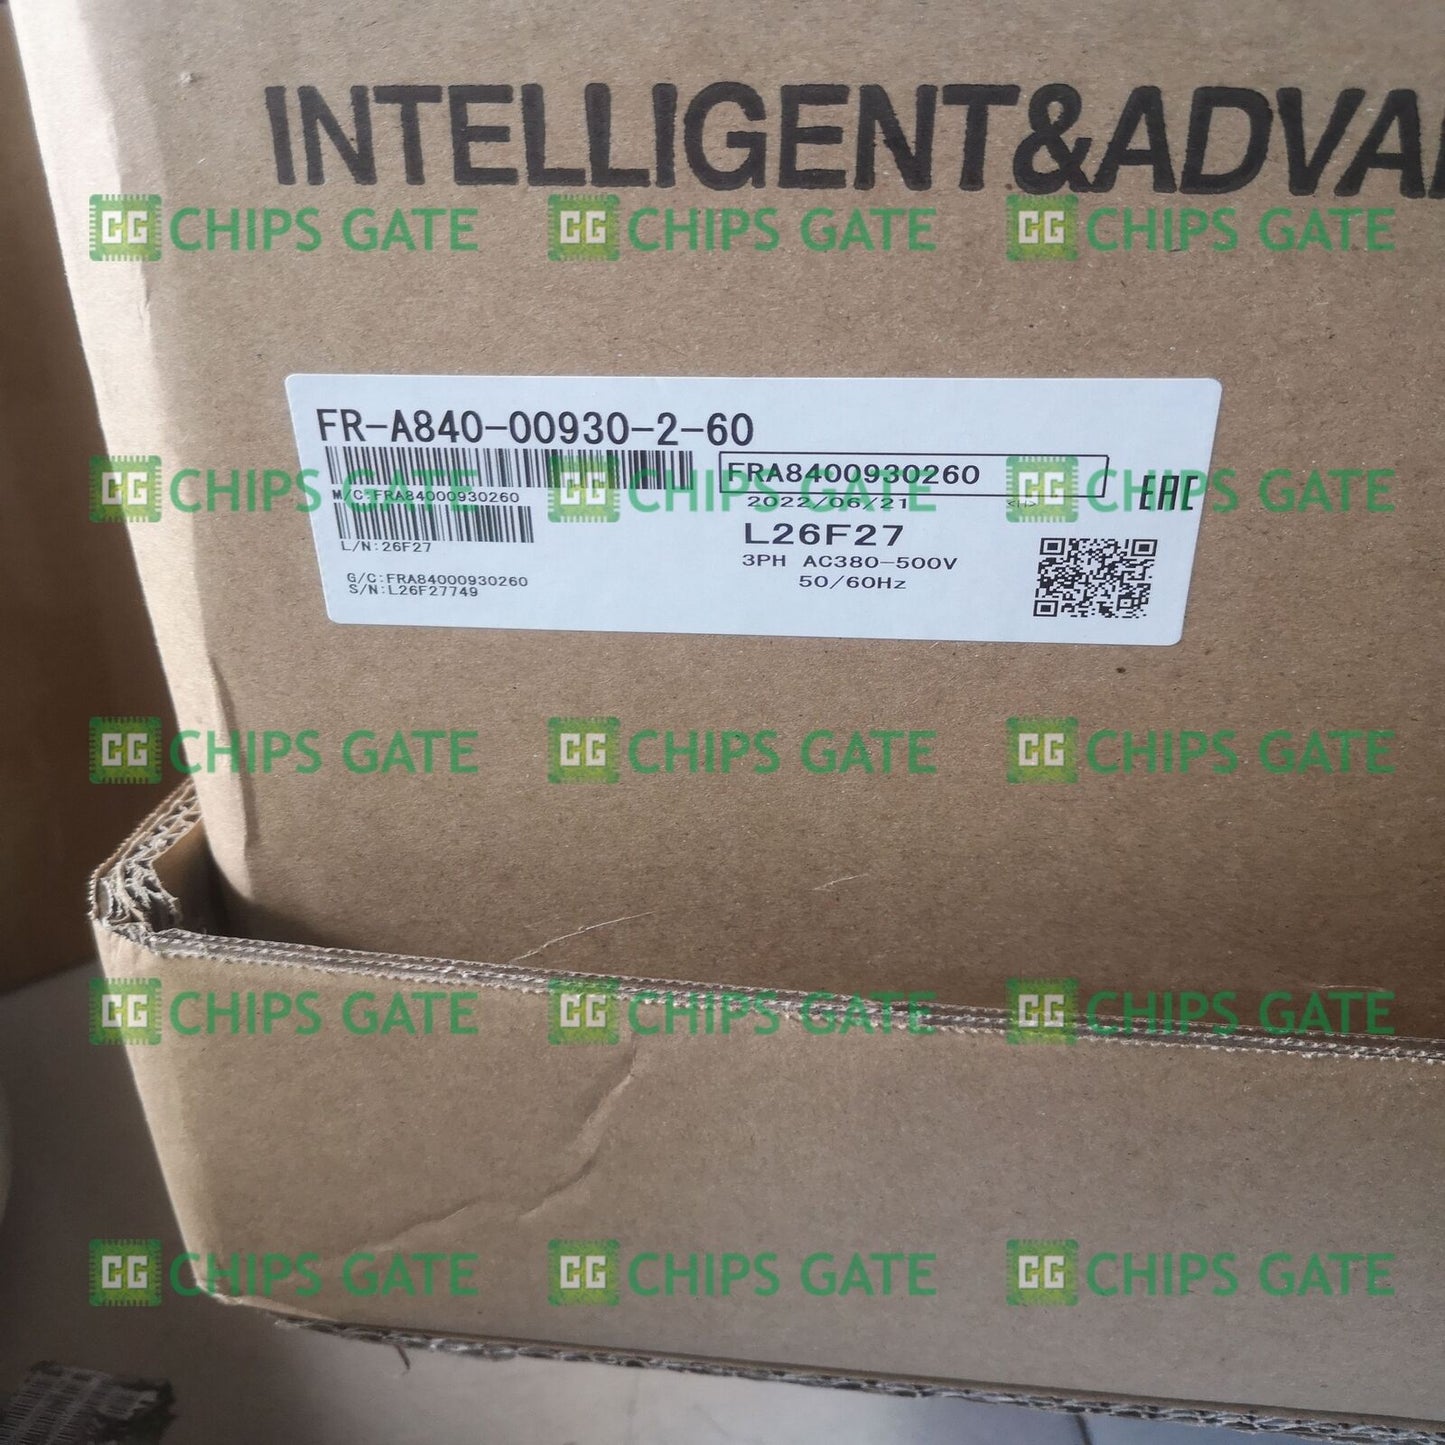 INTELLIGENT&ADVA
CG CHIPS GATE CG CHIPS GATE CG CHIPS GATE
FR-A840-00930-2-60
FRA8400930260
CG CHIPS GATE CG CHIPS GATE CG CHIPS GATE
EAC
M/C:FRA84000930260
2022/06/21
<H>
L26F27
L/N:26F27
3PH AC380-500V
50/60Hz
G/C:FRA84000930260
S/N:L26F27749
CG CHIPS GATE CG CHIPS GATE CG CHIPS GATE
CG CHIPS GATE CG CHIPS GATE CG CHIPS GATE
CG CHIPS GATE CG CHIPS GATE CG CHIPS GATE